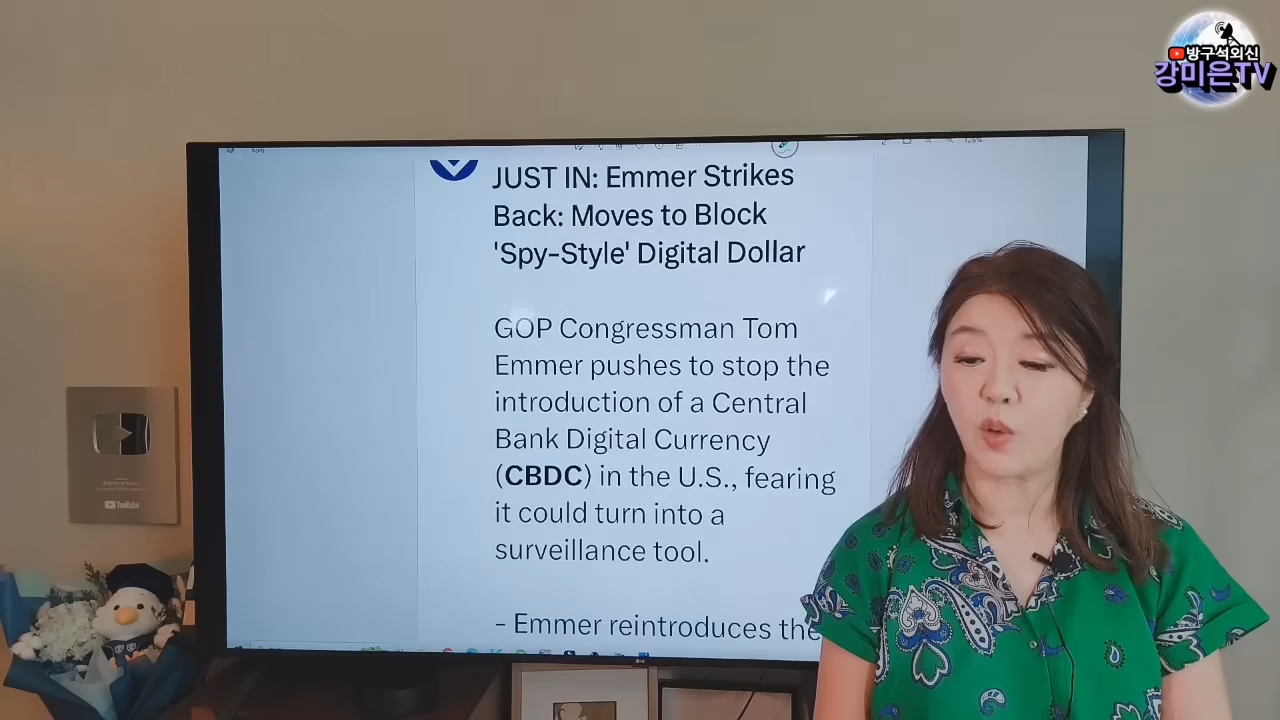 방구석외신
강미은TV
JUST IN: Emmer Strikes
Back: Moves to Block
'Spy-Style' Digital Dollar
GOP Congressman Tom
Emmer pushes to stop the
introduction of a Central
Bank Digital Currency
(CBDC) in the U.S., fearing
it could turn into a
surveillance tool.
- Emmer reintroduces the
YouTube
LG